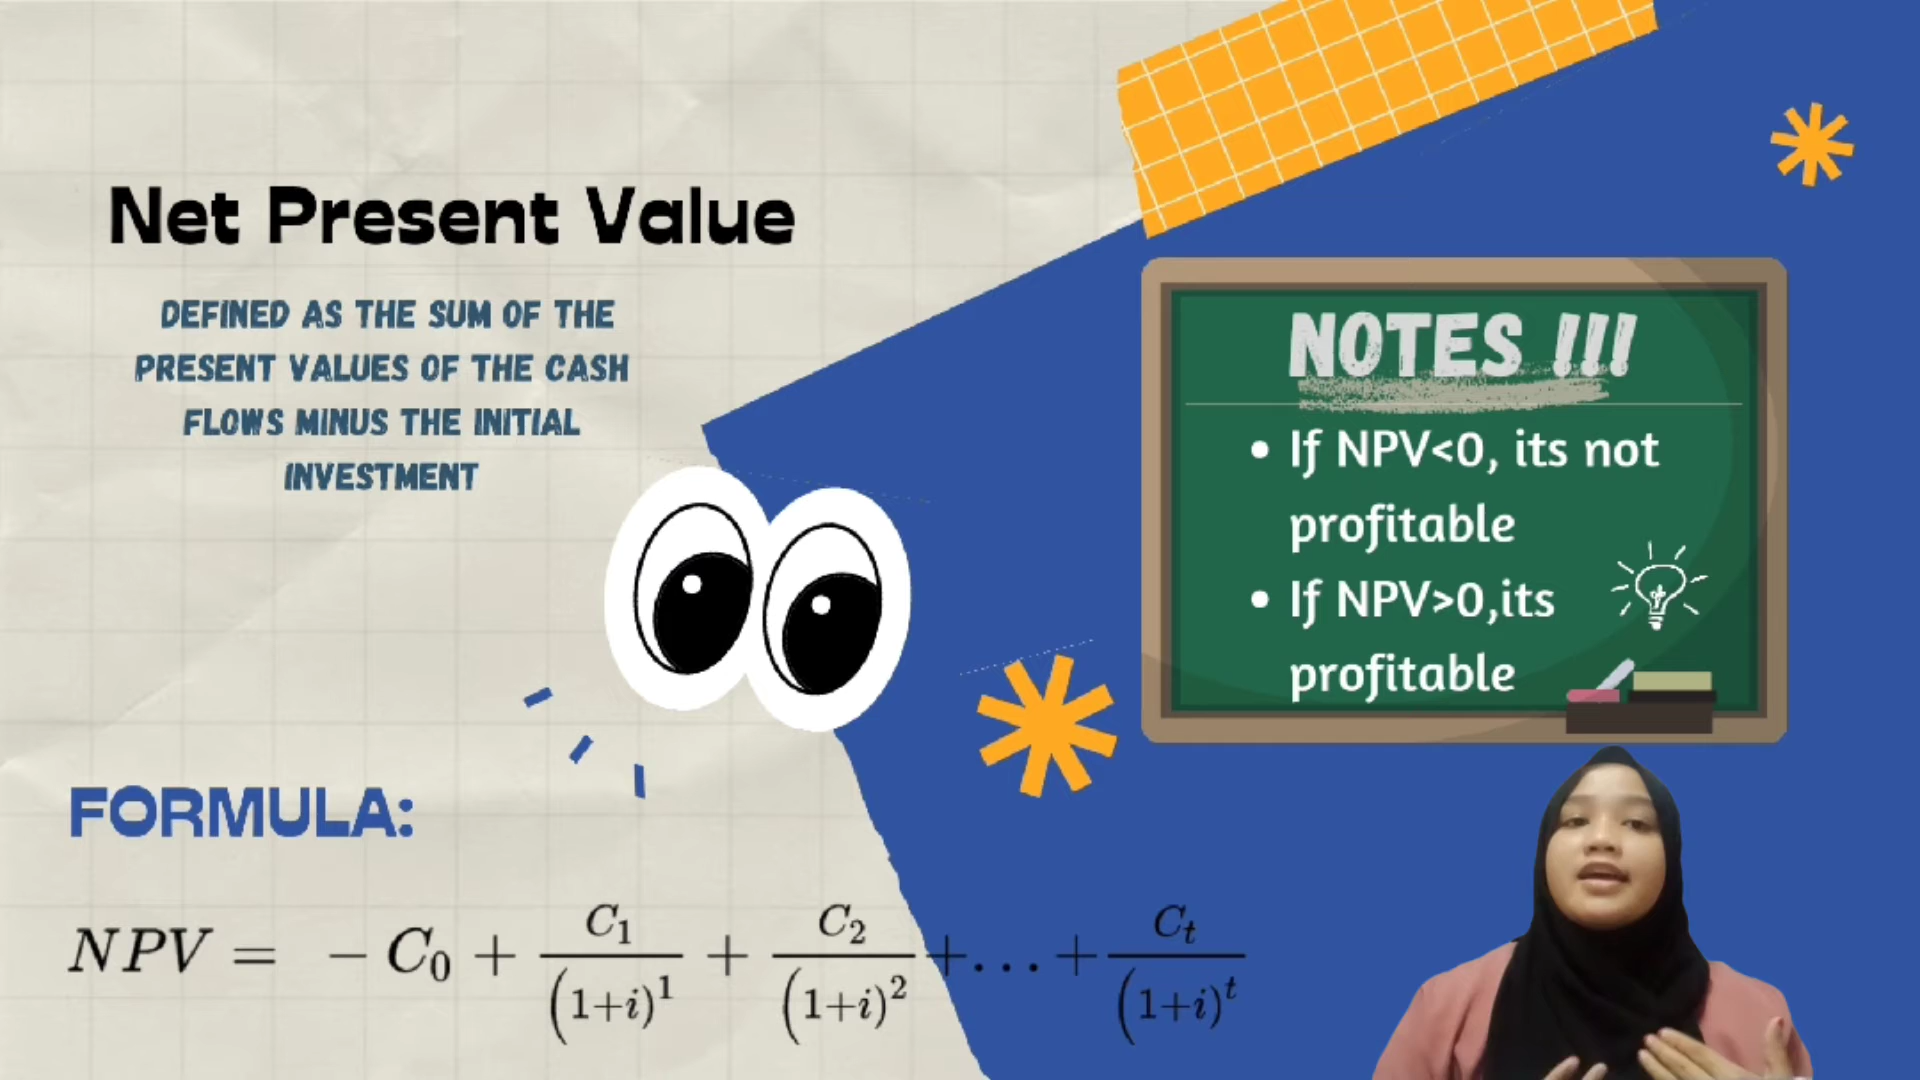 Net Present Value
DEFINED AS THE SUM OF THE
PRESENT VALUES OF THE CASH
FLOWS MINUS THE INITIAL
INVESTMENT
NOTES !!!
• If NPV<0, its not
profitable
• If NPV>0,its
profitable
FORMULA:
NPV = - C₀ + C₁/(1+i)¹ + C₂/(1+i)² +...+ Cₜ/(1+i)ᵗ